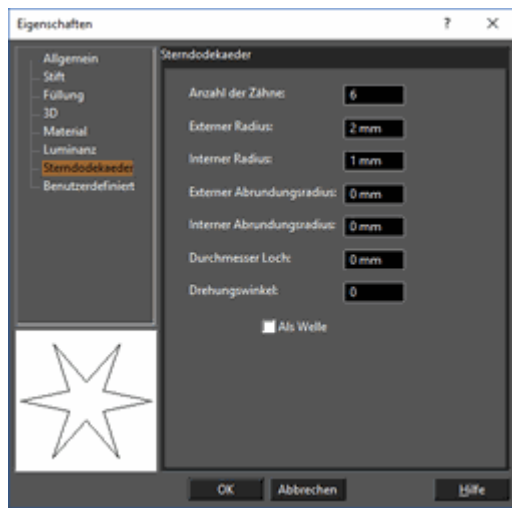 Eigenschaften
?
Allgemein
Stift
Füllung
3D
Material
Luminanz
Sterndodekaeder
Benutzerdefiniert
Sterndodekaeder
Anzahl der Zähne: 6
Externer Radius: 2 mm
Interner Radius: 1 mm
Externer Abrundungsradius: 0 mm
Interner Abrundungsradius: 0 mm
Durchmesser Loch: 0 mm
Drehungswinkel: 0
Als Welle
OK Abbrechen Hilfe